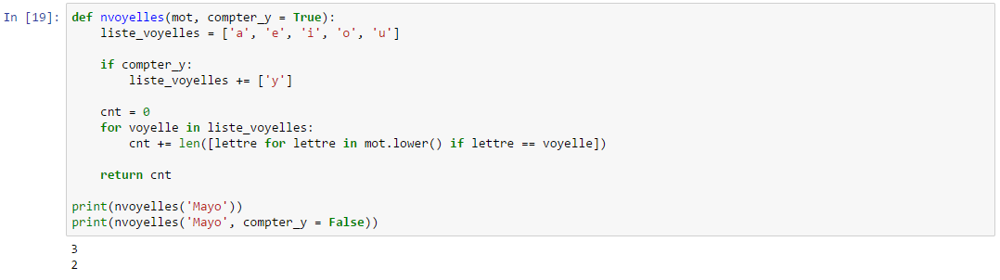 In [19]: def nvoyelles(mot, compter_y = True):
    liste_voyelles = ['a', 'e', 'i', 'o', 'u']
    if compter_y:
        liste_voyelles += ['y']
    cnt = 0
    for voyelle in liste_voyelles:
        cnt += len([lettre for lettre in mot.lower() if lettre == voyelle])
    return cnt
print(nvoyelles('Mayo'))
print(nvoyelles('Mayo', compter_y = False))
3
2